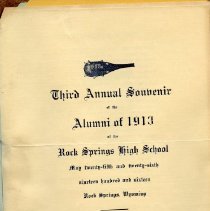 Third Annual Souvenir
of the
Alumni of 1913
of the
Rock Springs High School
May twenty-fifth and twenty-sixth
nineteen hundred and sixteen
Rock Springs, Wyoming